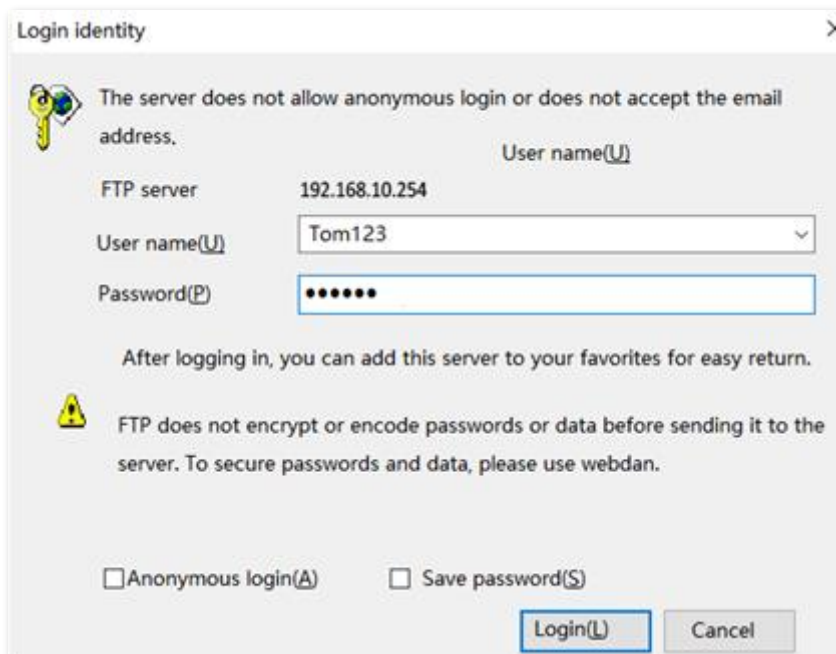 Login identity
The server does not allow anonymous login or does not accept the email
address.
User name(U)
FTP server 192.168.10.254
User name(U) Tom123
Password(P) ••••••
After logging in, you can add this server to your favorites for easy return.
FTP does not encrypt or encode passwords or data before sending it to the
server. To secure passwords and data, please use webdan.
Anonymous login(A) Save password(S)
Login(L) Cancel